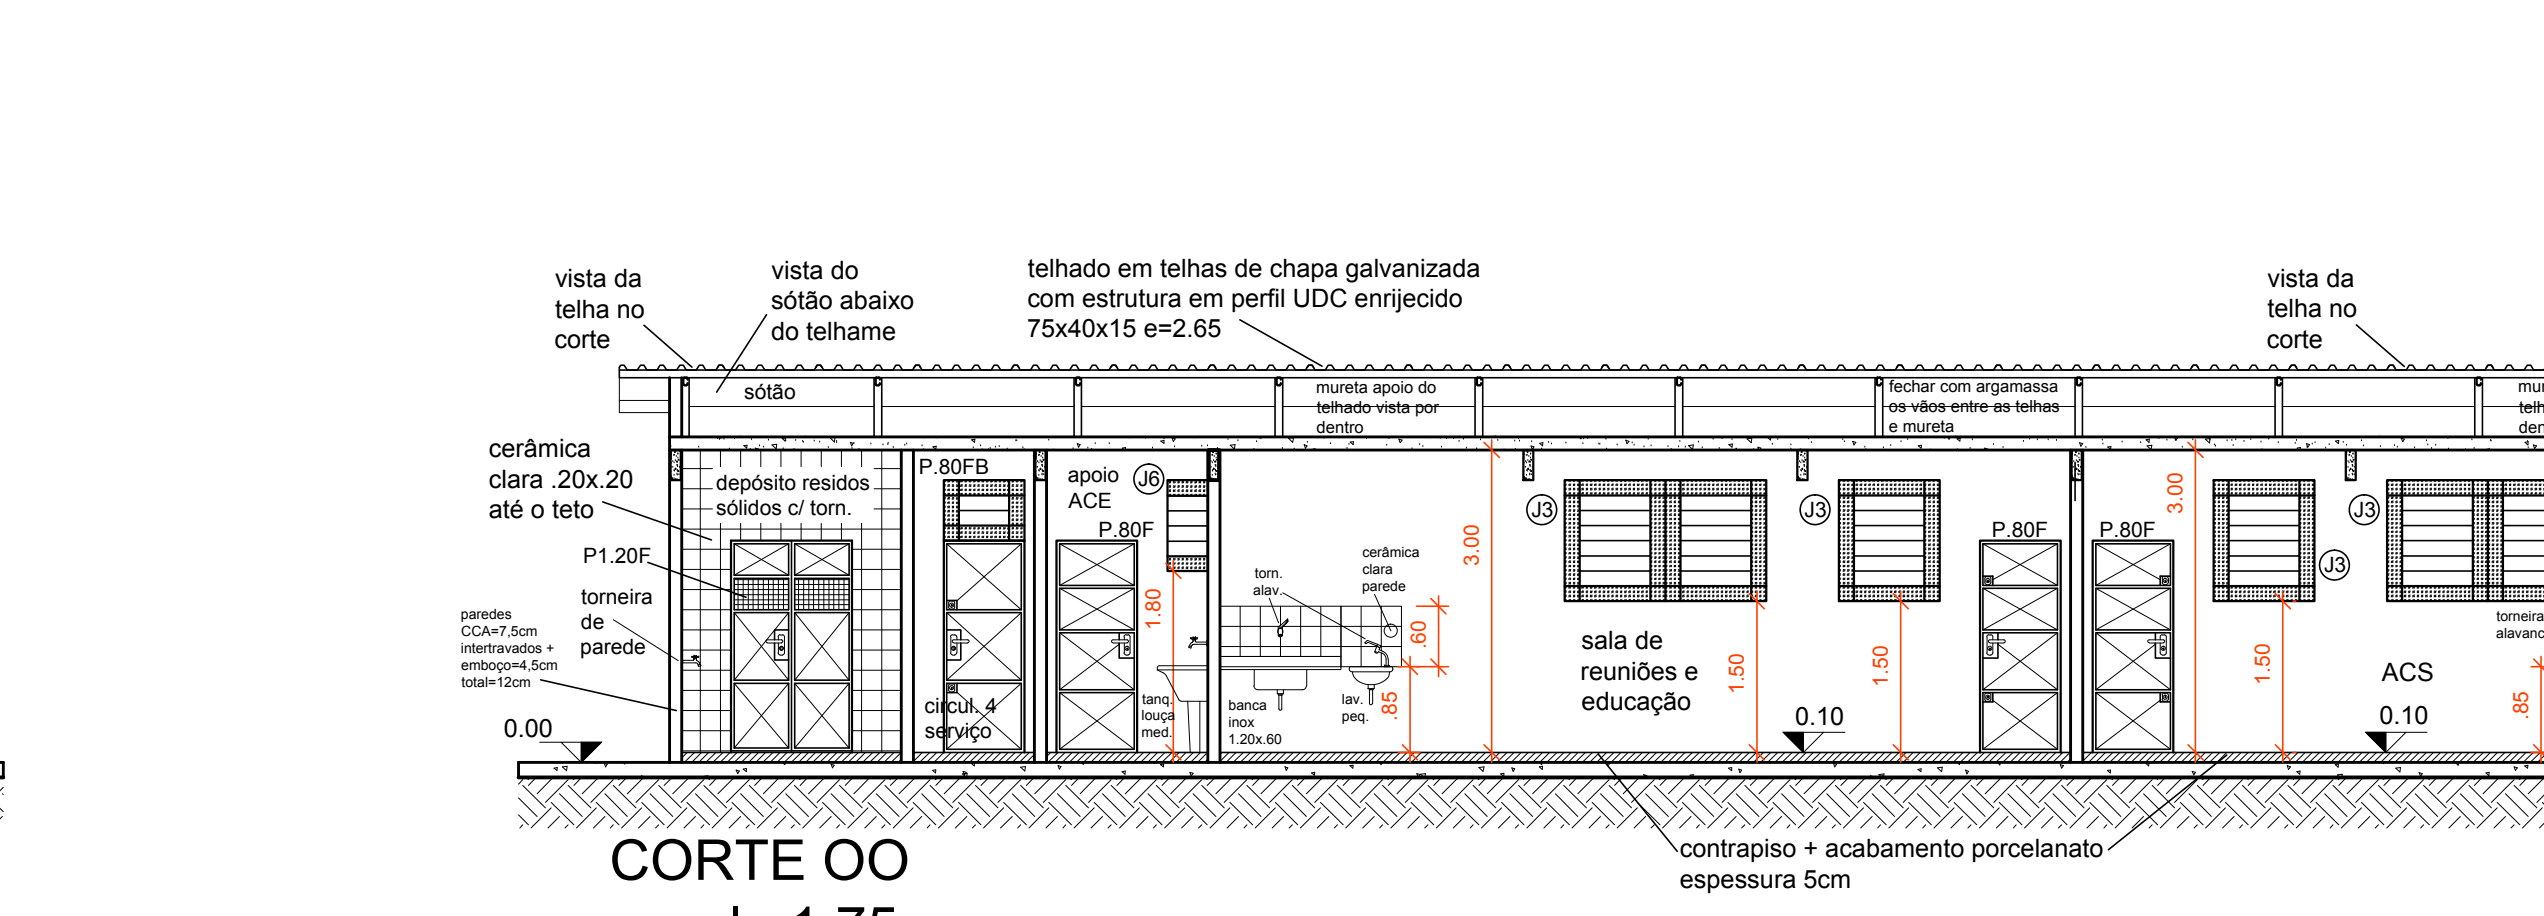 vista da
telha no
corte
vista do
sótão abaixo
do telhame
telhado em telhas de chapa galvanizada
com estrutura em perfil UDC enrijecido
75x40x15 e=2.65
vista da
telha no
corte
sótão
mureta apoio do
telhado vista por
dentro
fechar com argamassa
os vãos entre as telhas
e mureta
cerâmica
clara .20x.20
até o teto
depósito residos
sólidos c/ torn.
P.80FB
apoio
ACE
J6
P.80F
P1.20F
torneira
de
parede
paredes
CCA=7,5cm
intertravados +
emboço=4,5cm
total=12cm
0.00
circul. 4
serviço
1.80
tanq.
louça
med.
torn.
alav.
cerâmica
clara
parede
banca
inox
1.20x.60
lav.
peq.
.60
.85
3.00
J3
sala de
reuniões e
educação
1.50
J3
1.50
0.10
P.80F
P.80F
3.00
J3
J3
1.50
ACS
0.10
torneira
.85
contrapiso + acabamento porcelanato
espessura 5cm
CORTE OO
1.75